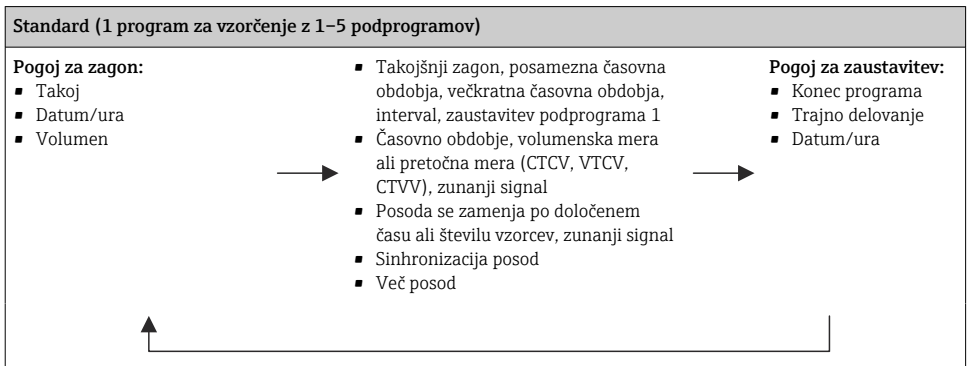 Standard (1 program za vzorčenje z 1–5 podprogramov)
Pogoj za zagon:
▪ Takoj
▪ Datum/ura
▪ Volumen
▪ Takojšnji zagon, posamezna časovna
obdobja, večkratna časovna obdobja,
interval, zaustavitev podprograma 1
▪ Časovno obdobje, volumenska mera
ali pretočna mera (CTCV, VTCV,
CTVV), zunanji signal
▪ Posoda se zamenja po določenem
času ali številu vzorcev, zunanji signal
▪ Sinhronizacija posod
▪ Več posod
Pogoj za zaustavitev:
▪ Konec programa
▪ Trajno delovanje
▪ Datum/ura